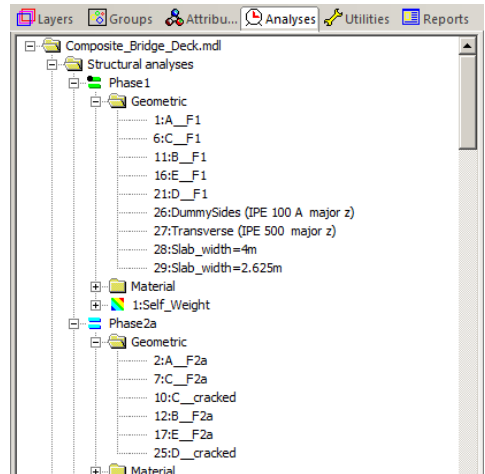 Layers Groups Attribu... Analyses Utilities Reports
Composite_Bridge_Deck.mdl
Structural analyses
Phase1
Geometric
1:A__F1
6:C__F1
11:B__F1
16:E__F1
21:D__F1
26:DummySides (IPE 100 A  major z)
27:Transverse (IPE 500  major z)
28:Slab_width=4m
29:Slab_width=2.625m
Material
1:Self_Weight
Phase2a
Geometric
2:A__F2a
7:C__F2a
10:C__cracked
12:B__F2a
17:E__F2a
25:D__cracked
Material